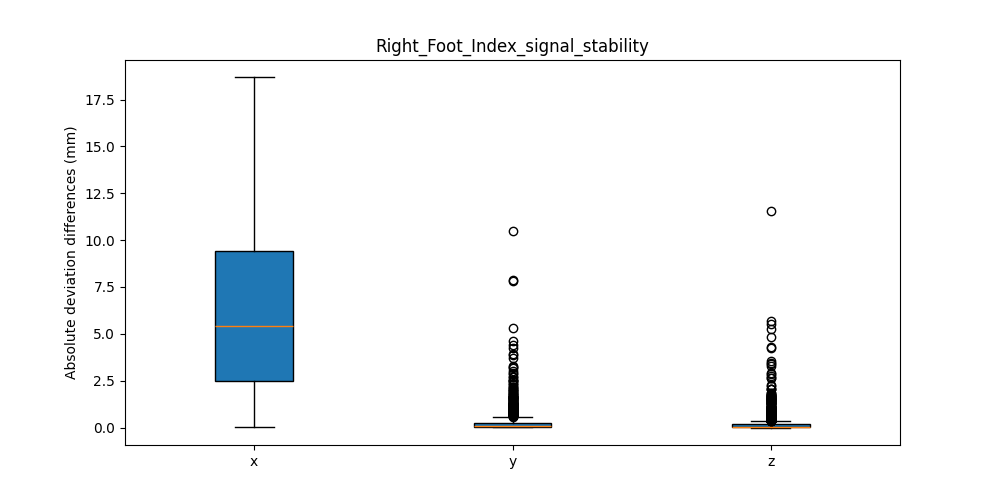 Right_Foot_Index_signal_stability
Absolute deviation differences (mm)
17.5
15.0
12.5
10.0
7.5
5.0
2.5
0.0
x y z